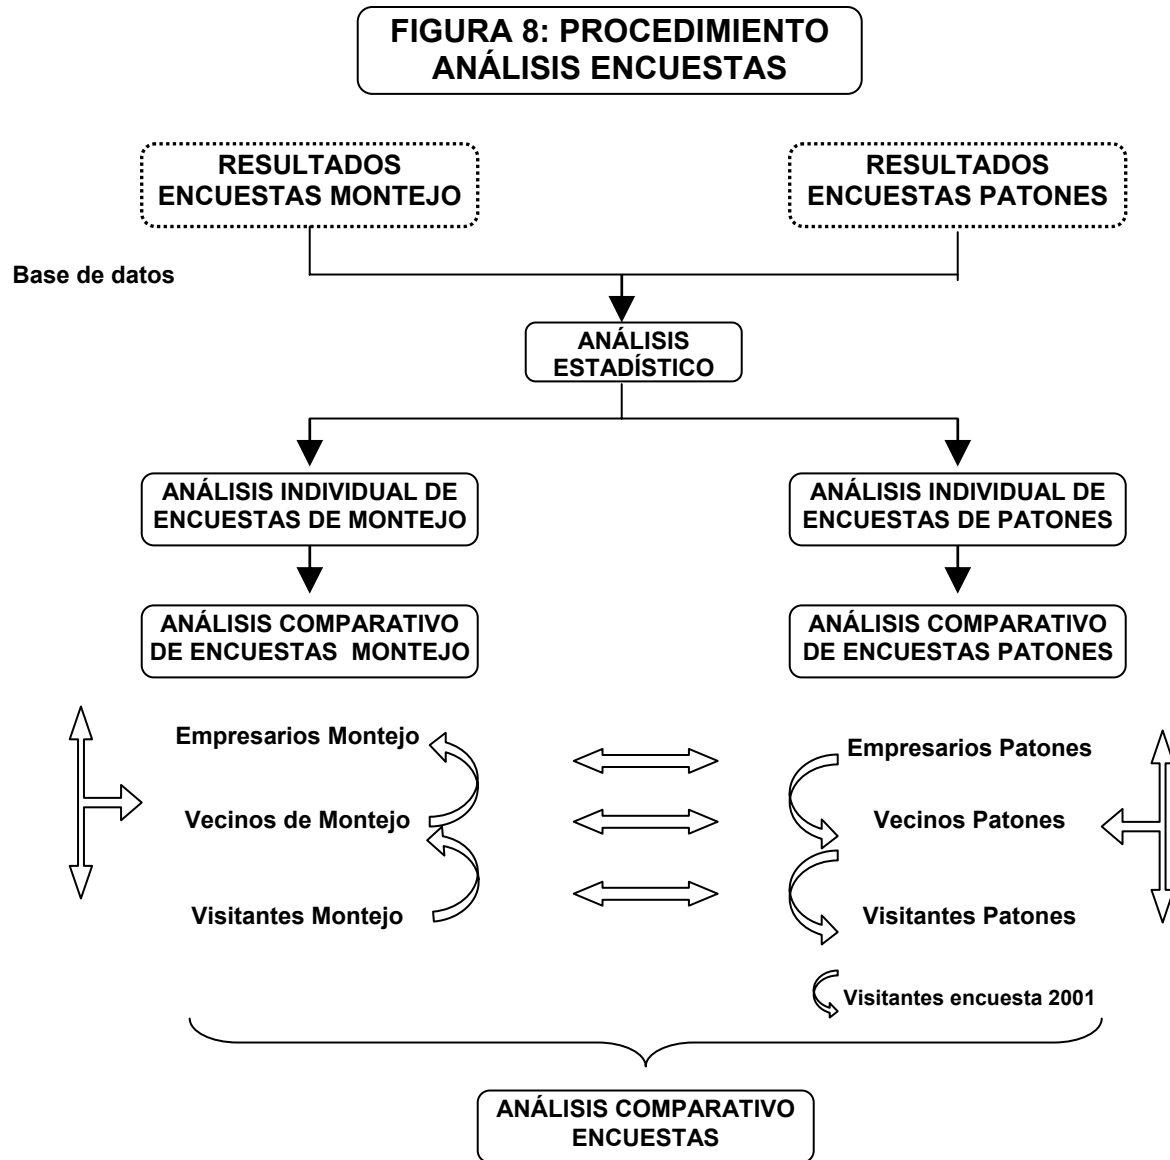 FIGURA 8: PROCEDIMIENTO
ANÁLISIS ENCUESTAS
RESULTADOS
ENCUESTAS MONTEJO
RESULTADOS
ENCUESTAS PATONES
Base de datos
ANÁLISIS
ESTADÍSTICO
ANÁLISIS INDIVIDUAL DE
ENCUESTAS DE MONTEJO
ANÁLISIS INDIVIDUAL DE
ENCUESTAS DE PATONES
ANÁLISIS COMPARATIVO
DE ENCUESTAS MONTEJO
ANÁLISIS COMPARATIVO
DE ENCUESTAS PATONES
Empresarios Montejo
Empresarios Patones
Vecinos de Montejo
Vecinos Patones
Visitantes Montejo
Visitantes Patones
Visitantes encuesta 2001
ANÁLISIS COMPARATIVO
ENCUESTAS